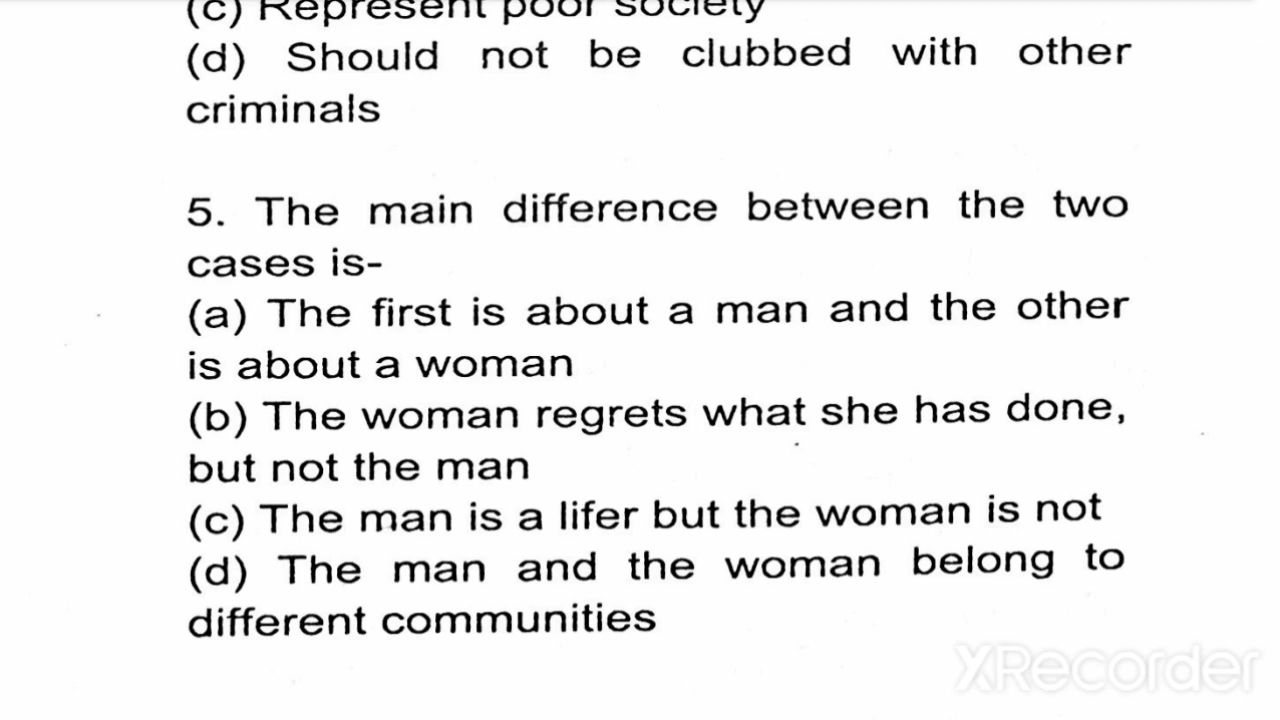 (c) Represent poor society
(d) Should not be clubbed with other
criminals
5. The main difference between the two
cases is-
(a) The first is about a man and the other
is about a woman
(b) The woman regrets what she has done,
but not the man
(c) The man is a lifer but the woman is not
(d) The man and the woman belong to
different communities
XRecorder